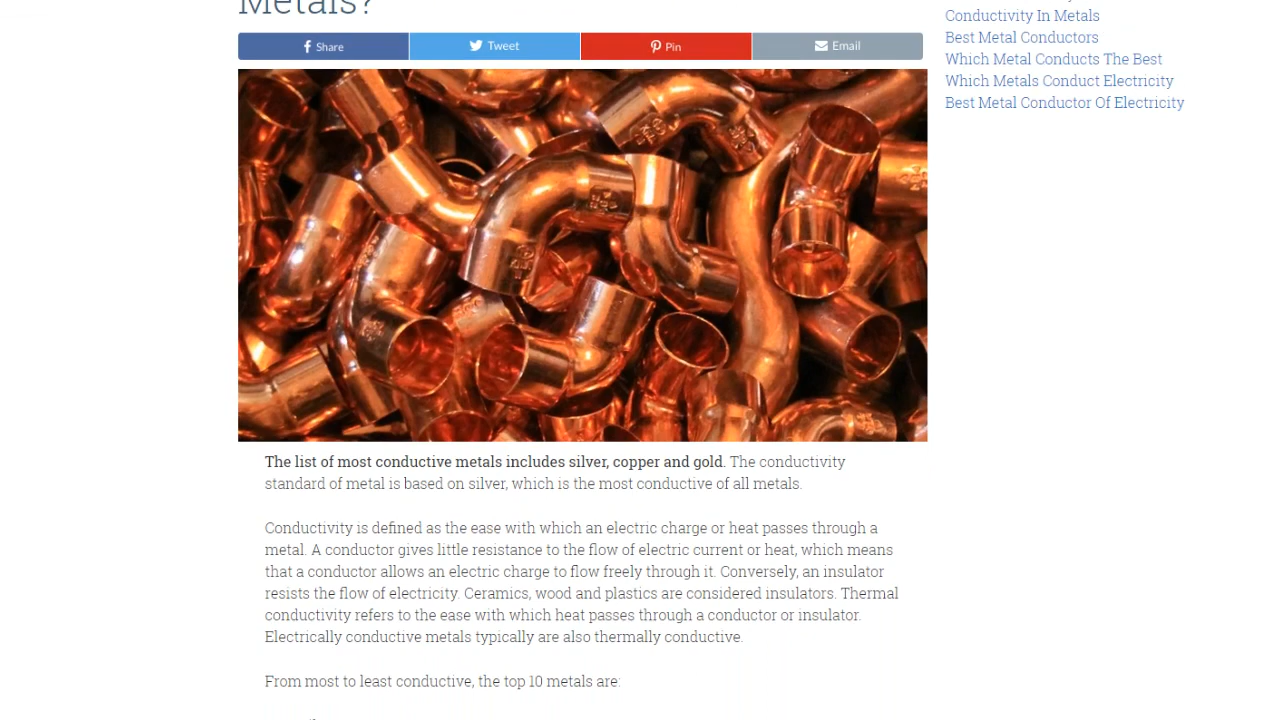 Metals?
Share
Tweet
Pin
Email
Conductivity In Metals
Best Metal Conductors
Which Metal Conducts The Best
Which Metals Conduct Electricity
Best Metal Conductor Of Electricity
The list of most conductive metals includes silver, copper and gold. The conductivity
standard of metal is based on silver, which is the most conductive of all metals.
Conductivity is defined as the ease with which an electric charge or heat passes through a
metal. A conductor gives little resistance to the flow of electric current or heat, which means
that a conductor allows an electric charge to flow freely through it. Conversely, an insulator
resists the flow of electricity. Ceramics, wood and plastics are considered insulators. Thermal
conductivity refers to the ease with which heat passes through a conductor or insulator.
Electrically conductive metals typically are also thermally conductive.
From most to least conductive, the top 10 metals are: